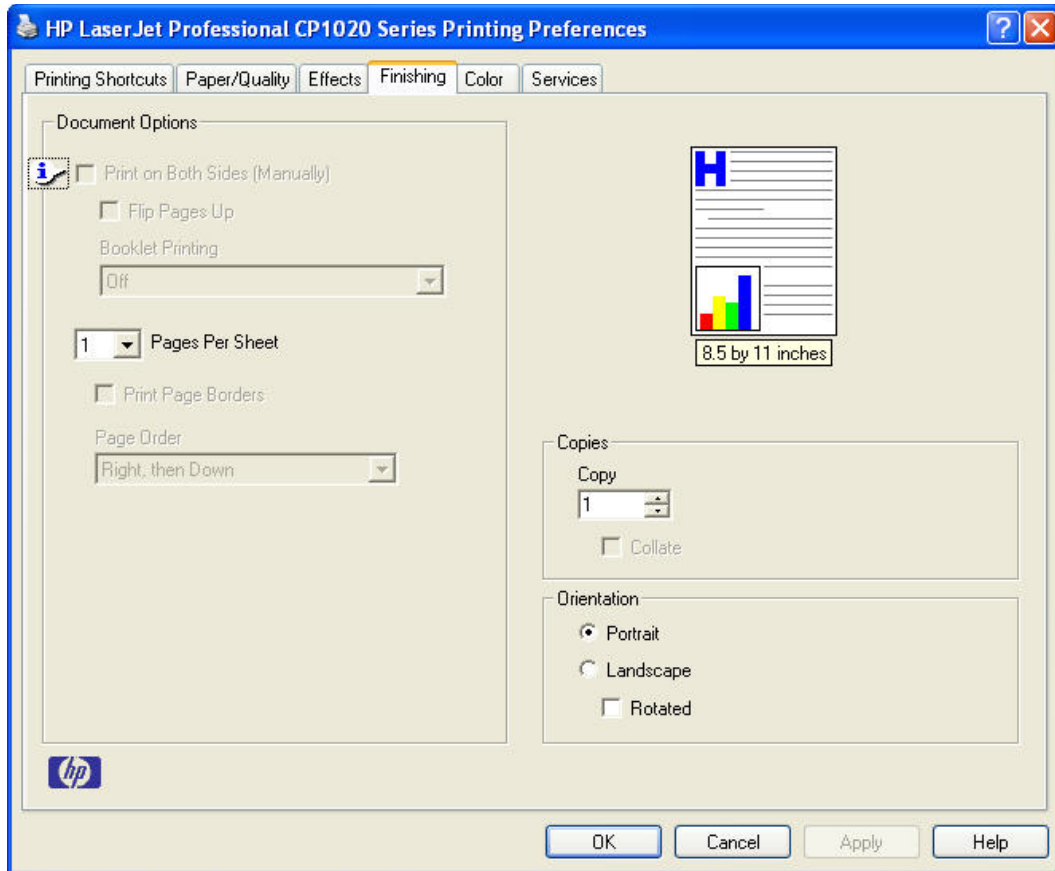 HP LaserJet Professional CP1020 Series Printing Preferences
Printing Shortcuts Paper/Quality Effects Finishing Color Services
Document Options
i Print on Both Sides (Manually)
Flip Pages Up
Booklet Printing
Off
1 Pages Per Sheet
Print Page Borders
Page Order
Right, then Down
H
8.5 by 11 inches
Copies
Copy
1
Collate
Orientation
Portrait
Landscape
Rotated
hp
OK Cancel Apply Help